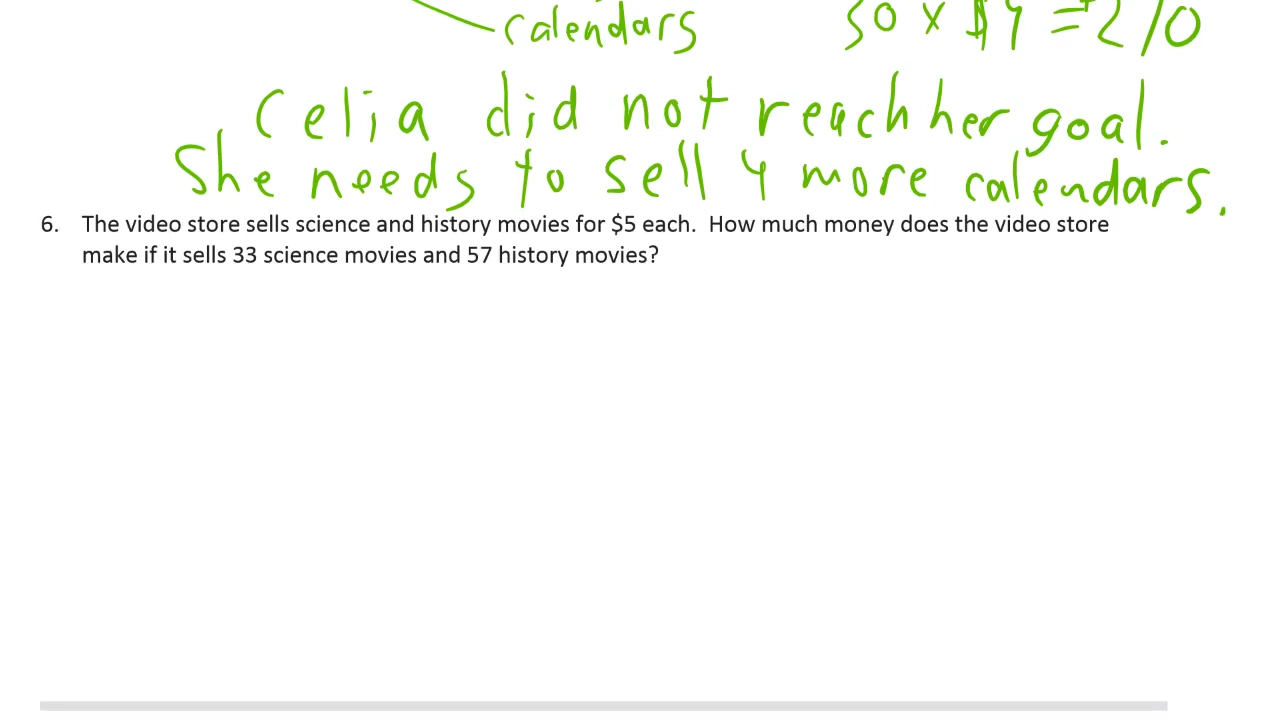 calendars 30 x $9 = 270
Celia did not reach her goal.
She needs to sell 4 more calendars.
6. The video store sells science and history movies for $5 each. How much money does the video store
make if it sells 33 science movies and 57 history movies?